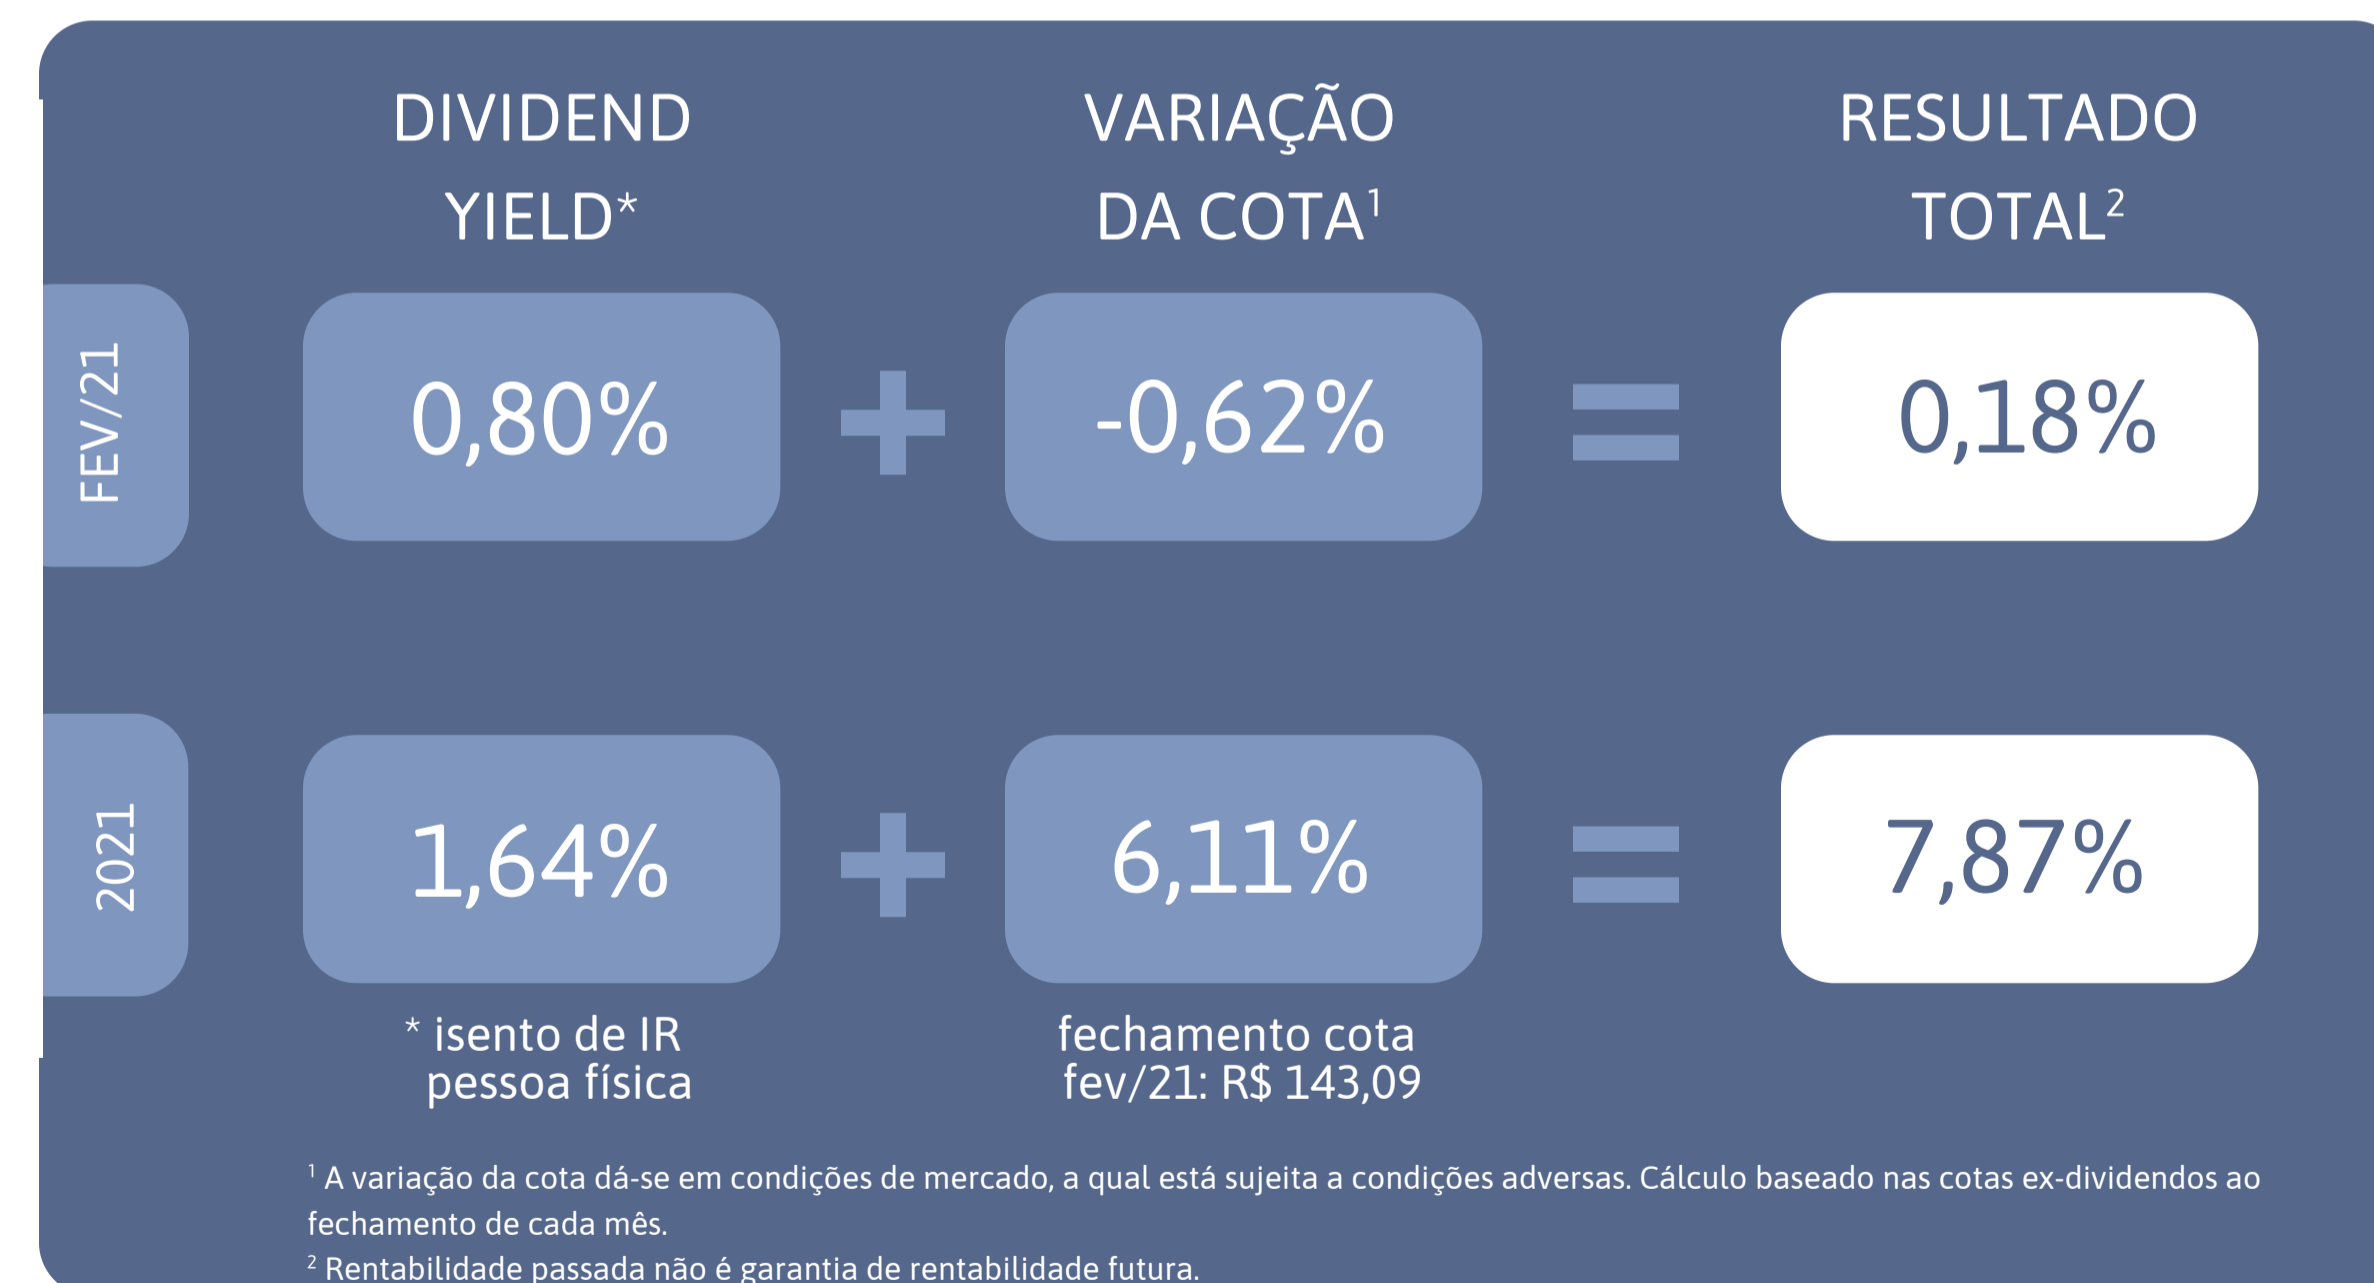 DIVIDEND
YIELD*
VARIAÇÃO
DA COTA¹
RESULTADO
TOTAL²
FEV/21
0,80%
+
-0,62%
=
0,18%
2021
1,64%
+
6,11%
=
7,87%
* isento de IR
pessoa física
fechamento cota
fev/21: R$ 143,09
¹ A variação da cota dá-se em condições de mercado, a qual está sujeita a condições adversas. Cálculo baseado nas cotas ex-dividendos ao
fechamento de cada mês.
² Rentabilidade passada não é garantia de rentabilidade futura.